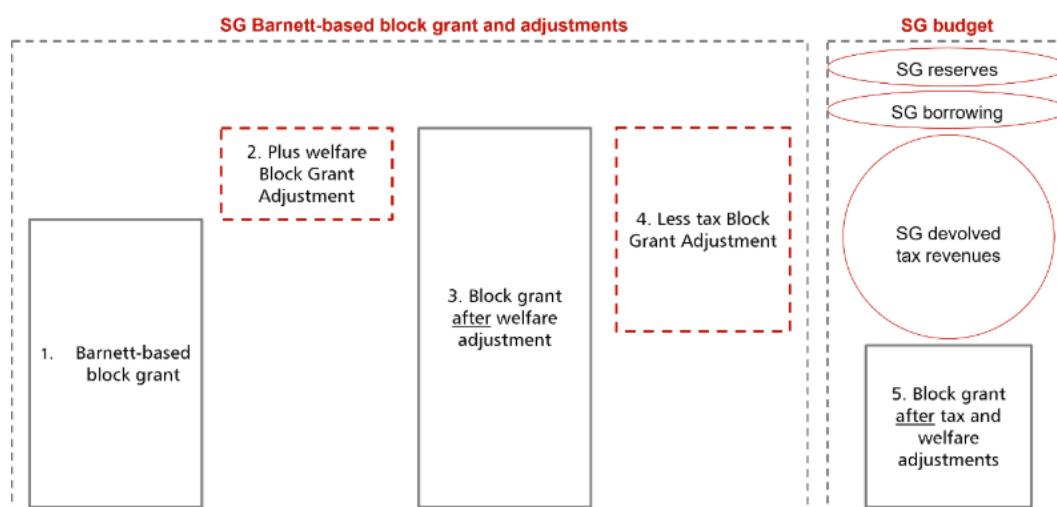 SG Barnett-based block grant and adjustments
SG budget
SG reserves
SG borrowing
2. Plus welfare
Block Grant
Adjustment
4. Less tax Block
Grant Adjustment
SG devolved
tax revenues
3. Block grant
after welfare
adjustment
1. Barnett-based
block grant
5. Block grant
after tax and
welfare
adjustments